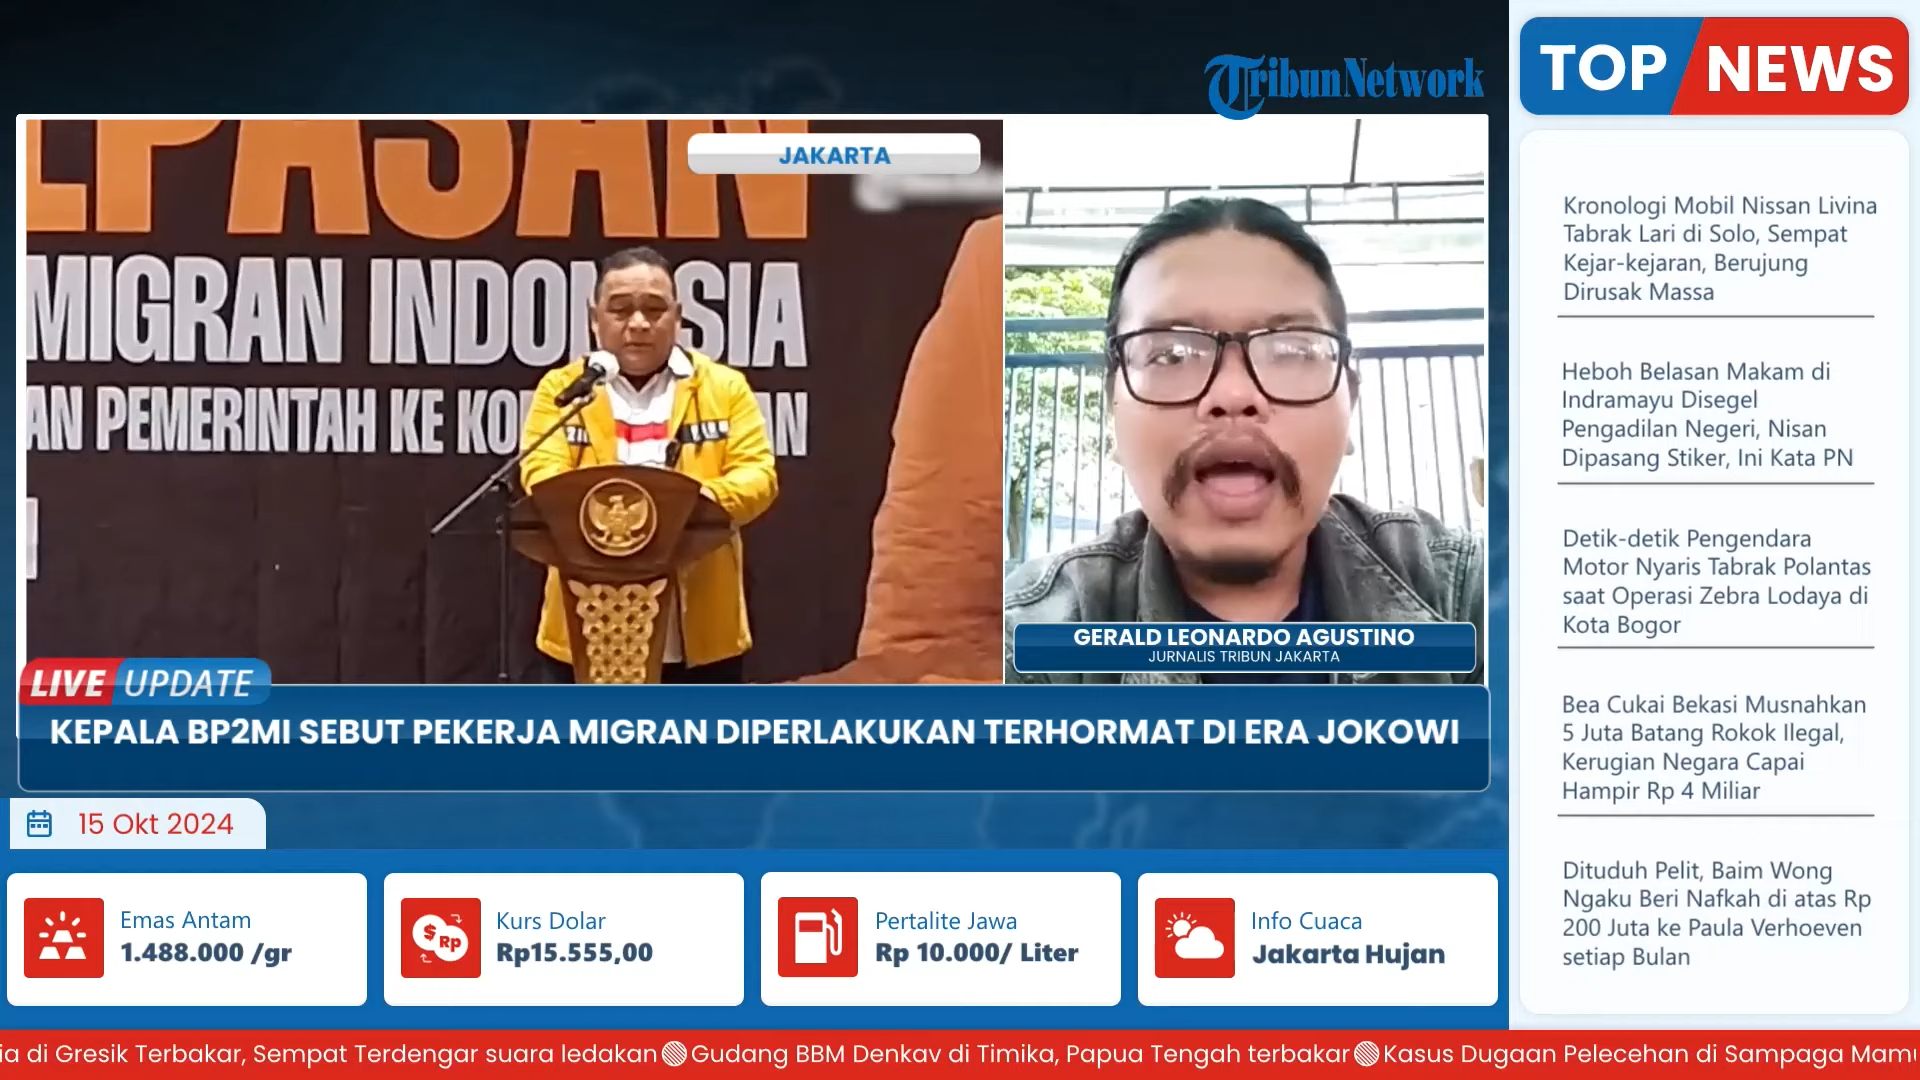 TribunNetwork
TOP NEWS
EPASAN
JAKARTA
MIGRAN INDONESIA
AN PEMERINTAH KE KO
AN
GERALD LEONARDO AGUSTINO
JURNALIS TRIBUN JAKARTA
LIVE UPDATE
KEPALA BP2MI SEBUT PEKERJA MIGRAN DIPERLAKUKAN TERHORMAT DI ERA JOKOWI
15 Okt 2024
Emas Antam
1.488.000 /gr
Kurs Dolar
Rp15.555,00
Pertalite Jawa
Rp 10.000/ Liter
Info Cuaca
Jakarta Hujan
Kronologi Mobil Nissan Livina
Tabrak Lari di Solo, Sempat
Kejar-kejaran, Berujung
Dirusak Massa
Heboh Belasan Makam di
Indramayu Disegel
Pengadilan Negeri, Nisan
Dipasang Stiker, Ini Kata PN
Detik-detik Pengendara
Motor Nyaris Tabrak Polantas
saat Operasi Zebra Lodaya di
Kota Bogor
Bea Cukai Bekasi Musnahkan
5 Juta Batang Rokok Ilegal,
Kerugian Negara Capai
Hampir Rp 4 Miliar
Dituduh Pelit, Baim Wong
Ngaku Beri Nafkah di atas Rp
200 Juta ke Paula Verhoeven
setiap Bulan
ia di Gresik Terbakar, Sempat Terdengar suara ledakan Gudang BBM Denkav di Timika, Papua Tengah terbakar Kasus Dugaan Pelecehan di Sampaga Mamu